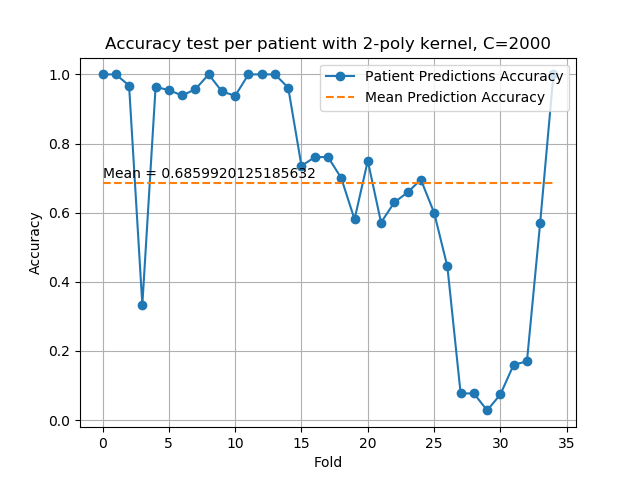 Accuracy test per patient with 2-poly kernel, C=2000
Patient Predictions Accuracy
Mean Prediction Accuracy
Mean = 0.6859920125185632
Accuracy
1.0
0.8
0.6
0.4
0.2
0.0
0 5 10 15 20 25 30 35
Fold